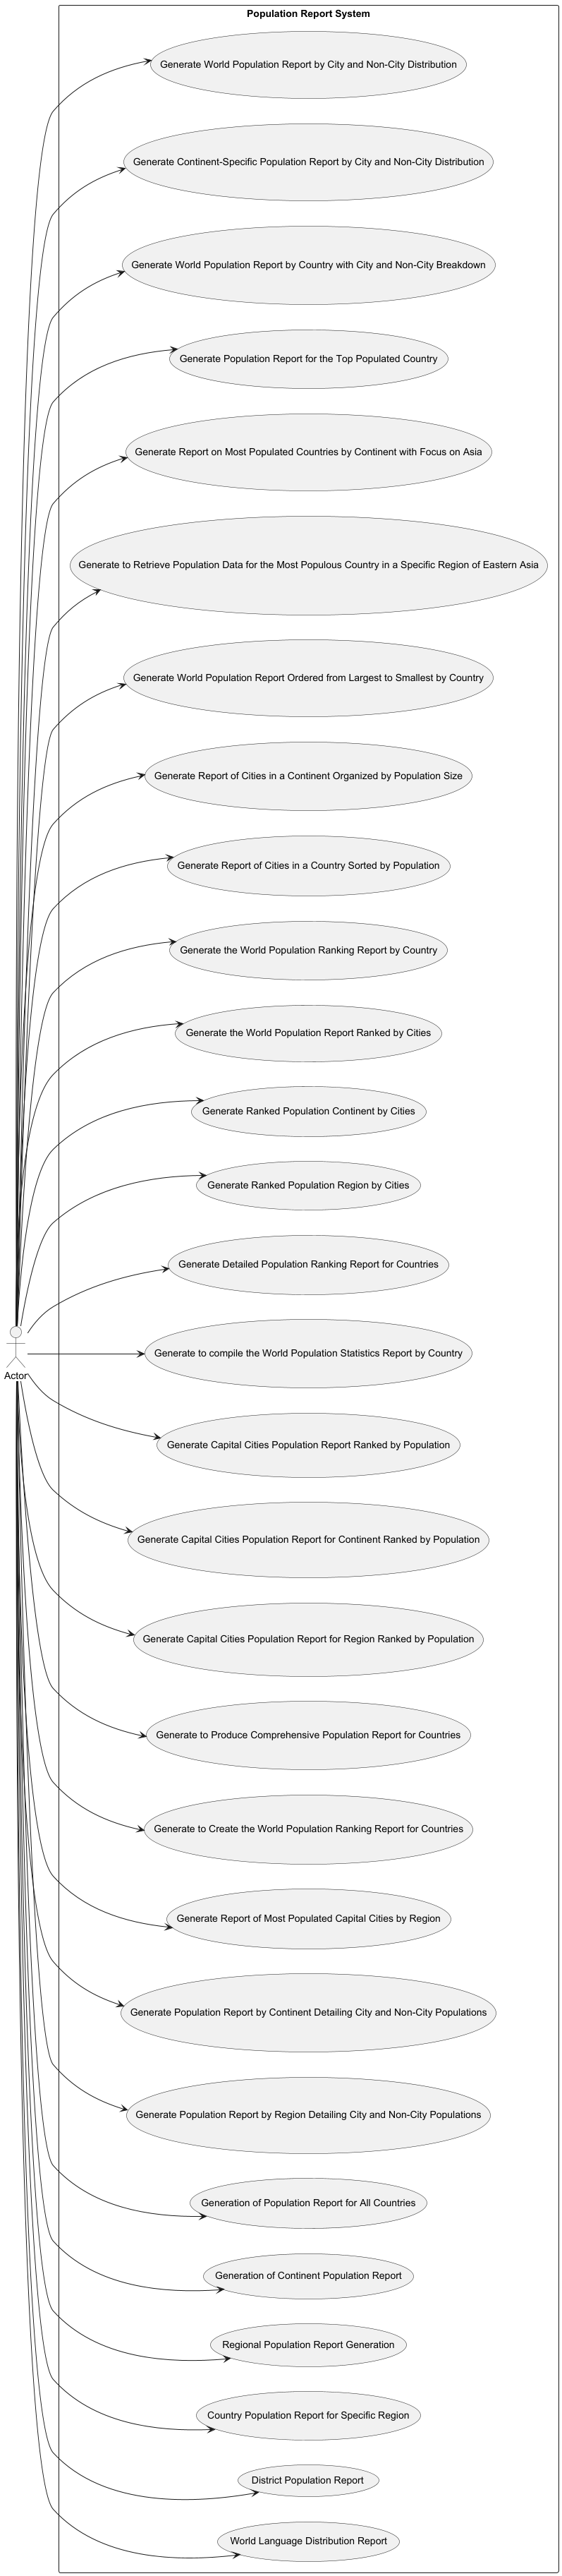 Population Report System
Generate World Population Report by City and Non-City Distribution
Generate Continent-Specific Population Report by City and Non-City Distribution
Generate World Population Report by Country with City and Non-City Breakdown
Generate Population Report for the Top Populated Country
Generate Report on Most Populated Countries by Continent with Focus on Asia
Generate to Retrieve Population Data for the Most Populous Country in a Specific Region of Eastern Asia
Generate World Population Report Ordered from Largest to Smallest by Country
Generate Report of Cities in a Continent Organized by Population Size
Generate Report of Cities in a Country Sorted by Population
Generate the World Population Ranking Report by Country
Generate the World Population Report Ranked by Cities
Generate Ranked Population Continent by Cities
Generate Ranked Population Region by Cities
Generate Detailed Population Ranking Report for Countries
Generate to compile the World Population Statistics Report by Country
Actor
Generate Capital Cities Population Report Ranked by Population
Generate Capital Cities Population Report for Continent Ranked by Population
Generate Capital Cities Population Report for Region Ranked by Population
Generate to Produce Comprehensive Population Report for Countries
Generate to Create the World Population Ranking Report for Countries
Generate Report of Most Populated Capital Cities by Region
Generate Population Report by Continent Detailing City and Non-City Populations
Generate Population Report by Region Detailing City and Non-City Populations
Generation of Population Report for All Countries
Generation of Continent Population Report
Regional Population Report Generation
Country Population Report for Specific Region
District Population Report
World Language Distribution Report